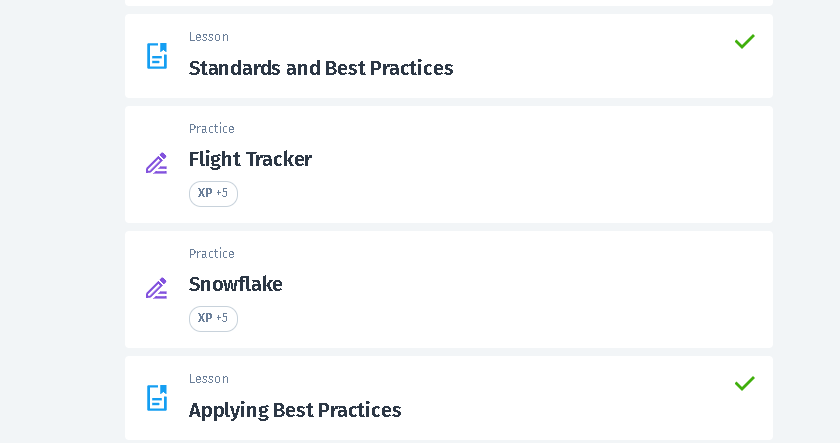 Lesson
Standards and Best Practices
Practice
Flight Tracker
XP +5
Practice
Snowflake
XP +5
Lesson
Applying Best Practices